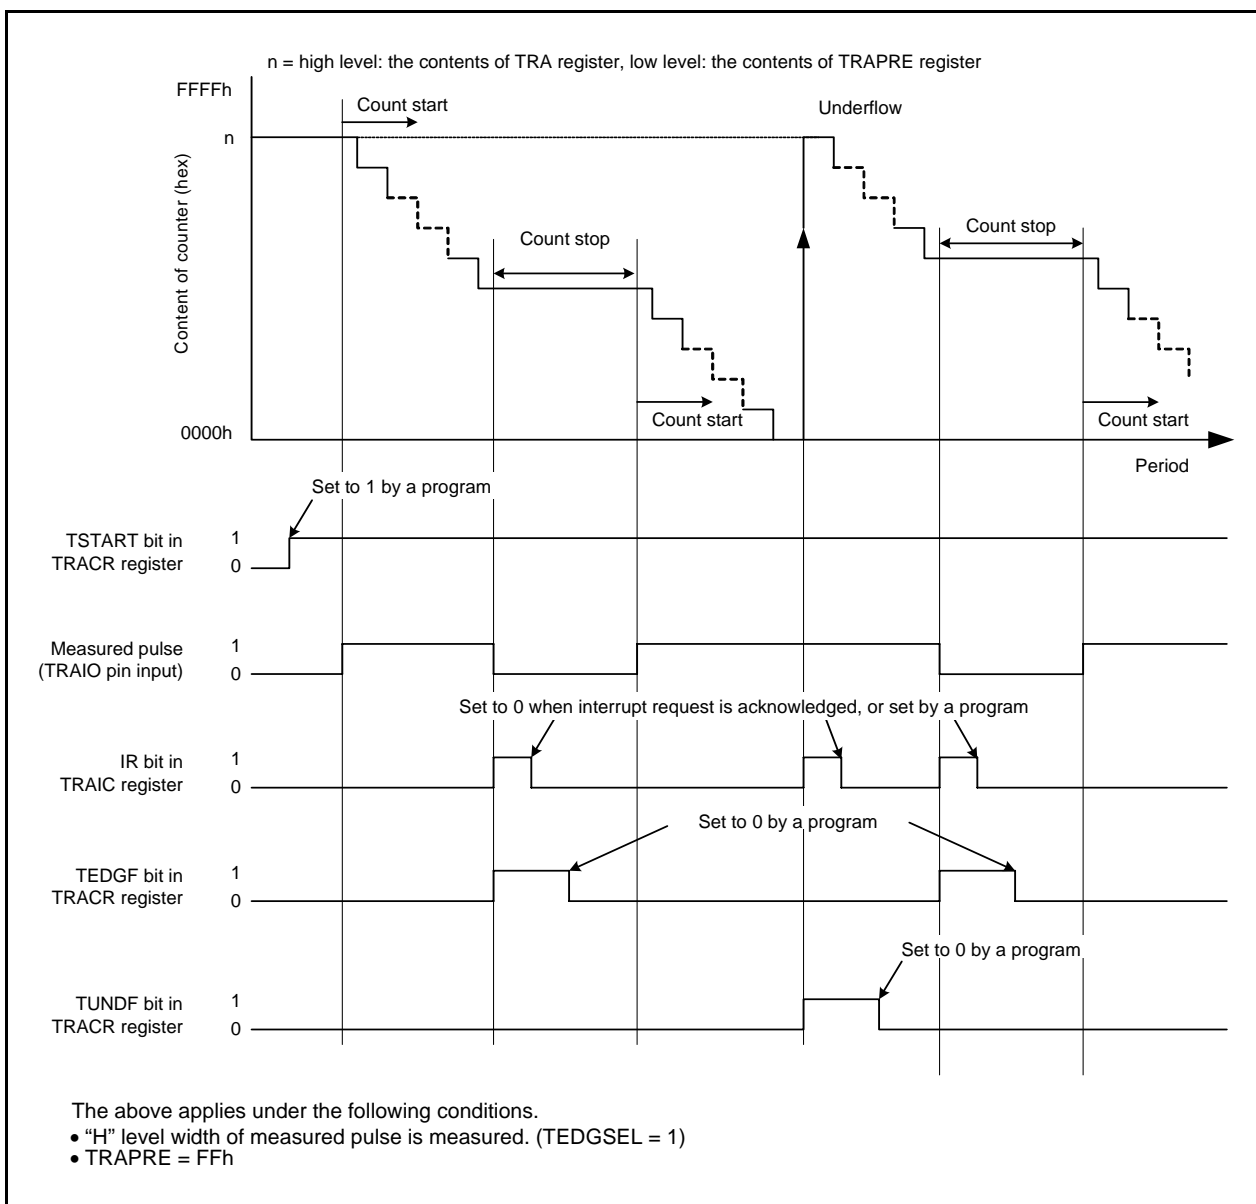 n = high level: the contents of TRA register, low level: the contents of TRAPRE register
FFFFh
Count start
Underflow
n
Content of counter (hex)
Count stop
Count stop
Count start
Count start
0000h
Period
Set to 1 by a program
TSTART bit in
TRACR register
1
0
Measured pulse
(TRAIO pin input)
1
0
Set to 0 when interrupt request is acknowledged, or set by a program
IR bit in
TRAIC register
1
0
Set to 0 by a program
TEDGF bit in
TRACR register
1
0
Set to 0 by a program
TUNDF bit in
TRACR register
1
0
The above applies under the following conditions.
• “H” level width of measured pulse is measured. (TEDGSEL = 1)
• TRAPRE = FFh